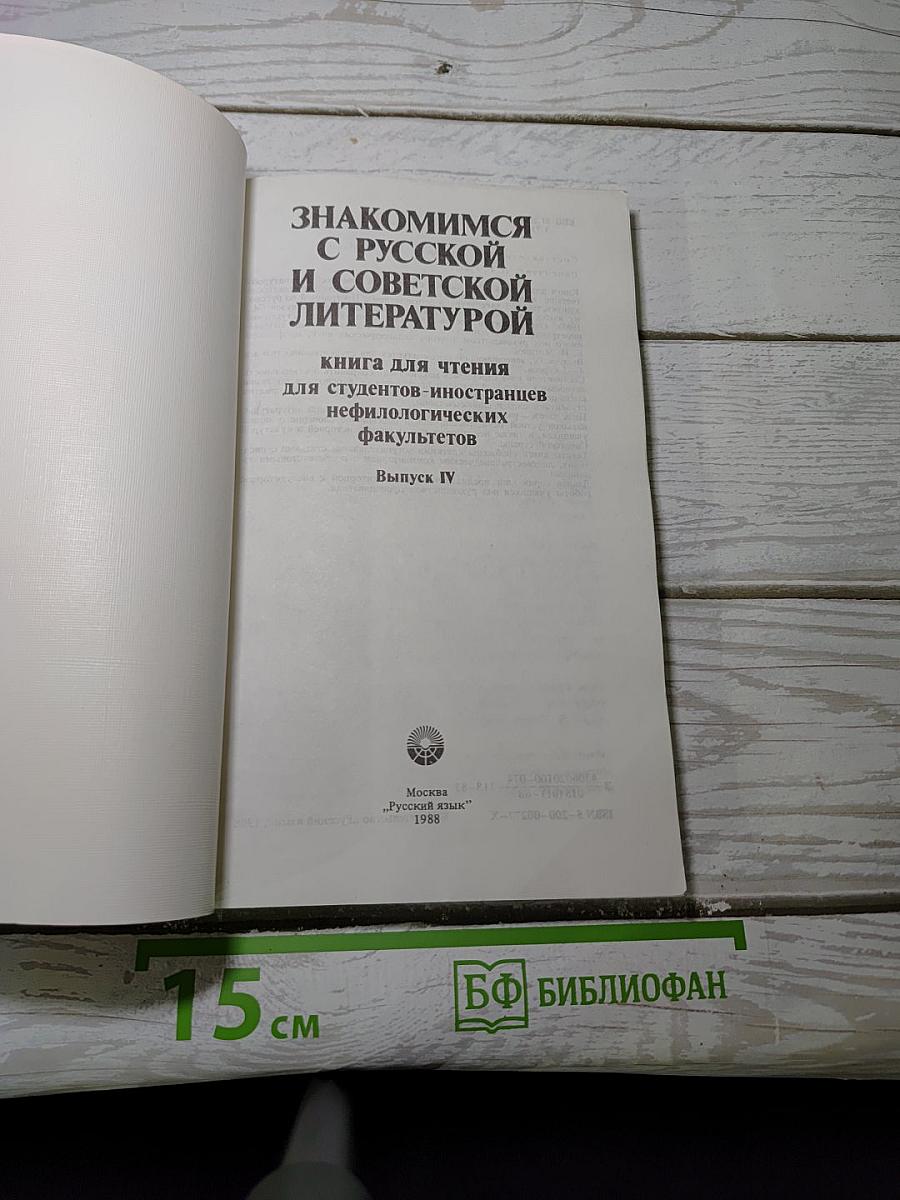 ЗНАКОМИМСЯ
С РУССКОЙ
И СОВЕТСКОЙ
ЛИТЕРАТУРОЙ
книга для чтения
для студентов-иностранцев
нефилологических
факультетов
Выпуск IV
Москва
„Русский язык”
1988
15 см
БФ БИБЛИОФАН